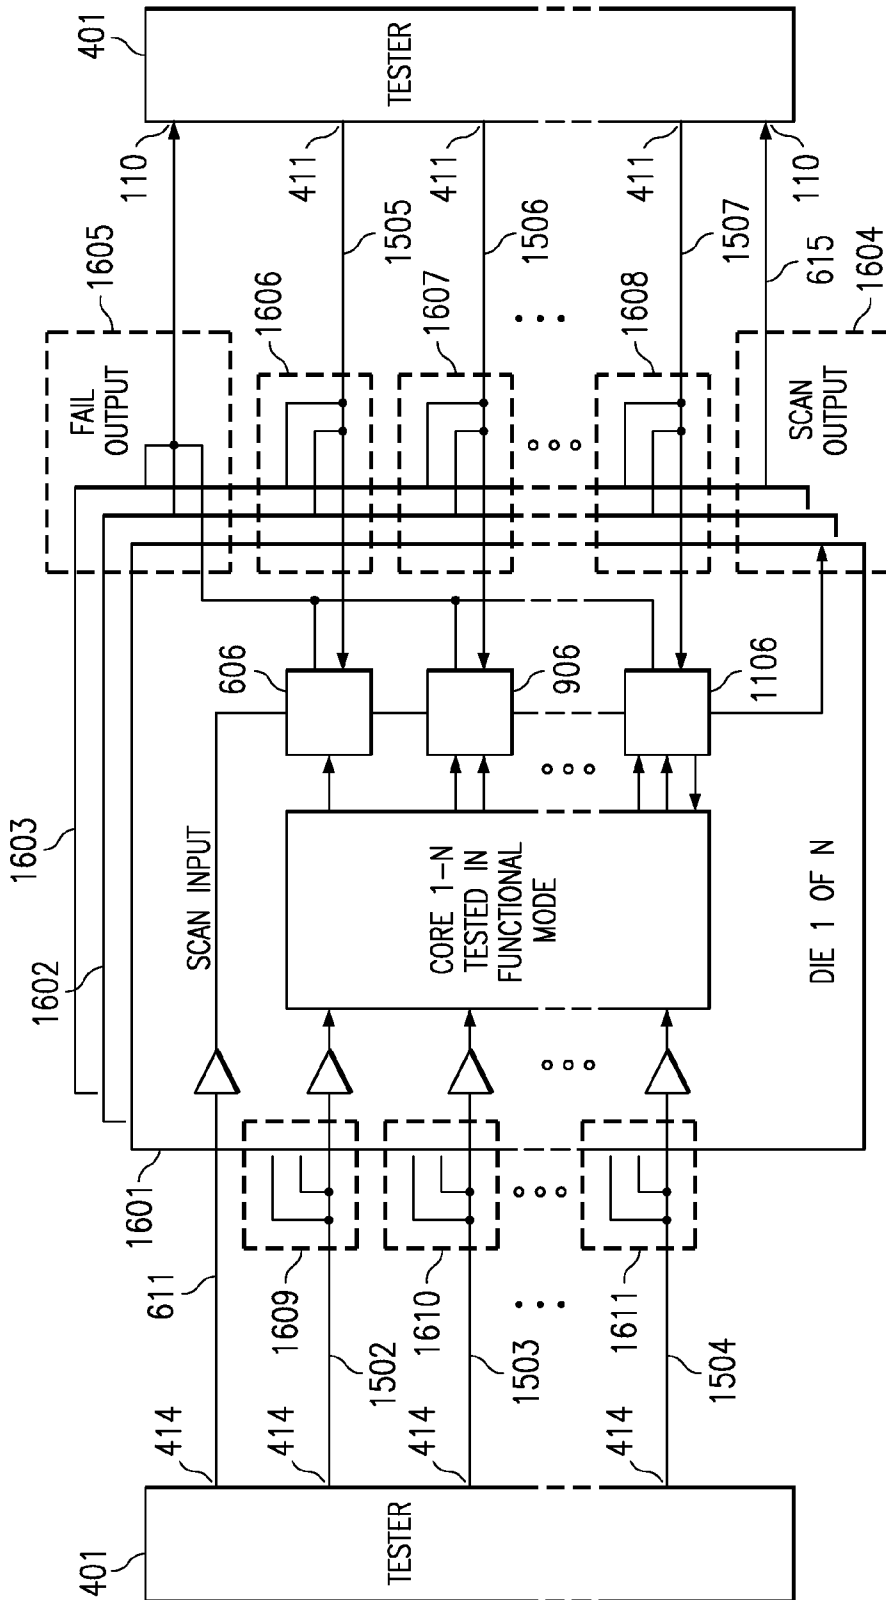 401
TESTER
110
411
411
411
110
1505
1506
1507
615
1604
1605
1606
1607
1608
FAIL
OUTPUT
SCAN
OUTPUT
606
906
1106
1603
1602
SCAN INPUT
CORE 1-N
TESTED IN
FUNCTIONAL
MODE
DIE 1 OF N
1601
611
1609
1610
1611
1502
1503
1504
414
414
414
414
401
TESTER